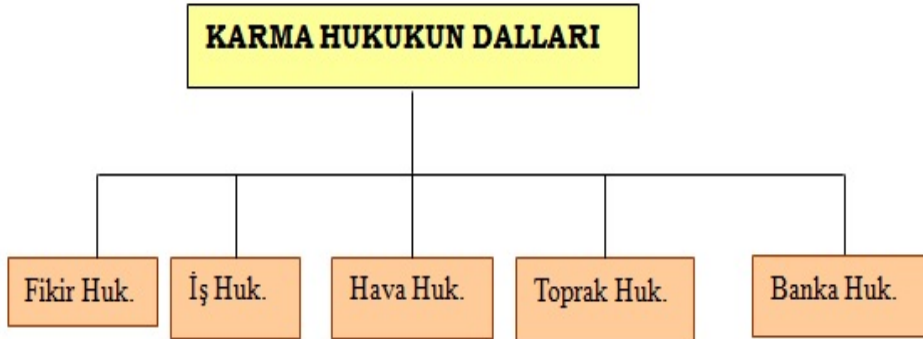 KARMA HUKUKUN DALLARI
Fikir Huk.
İş Huk.
Hava Huk.
Toprak Huk.
Banka Huk.